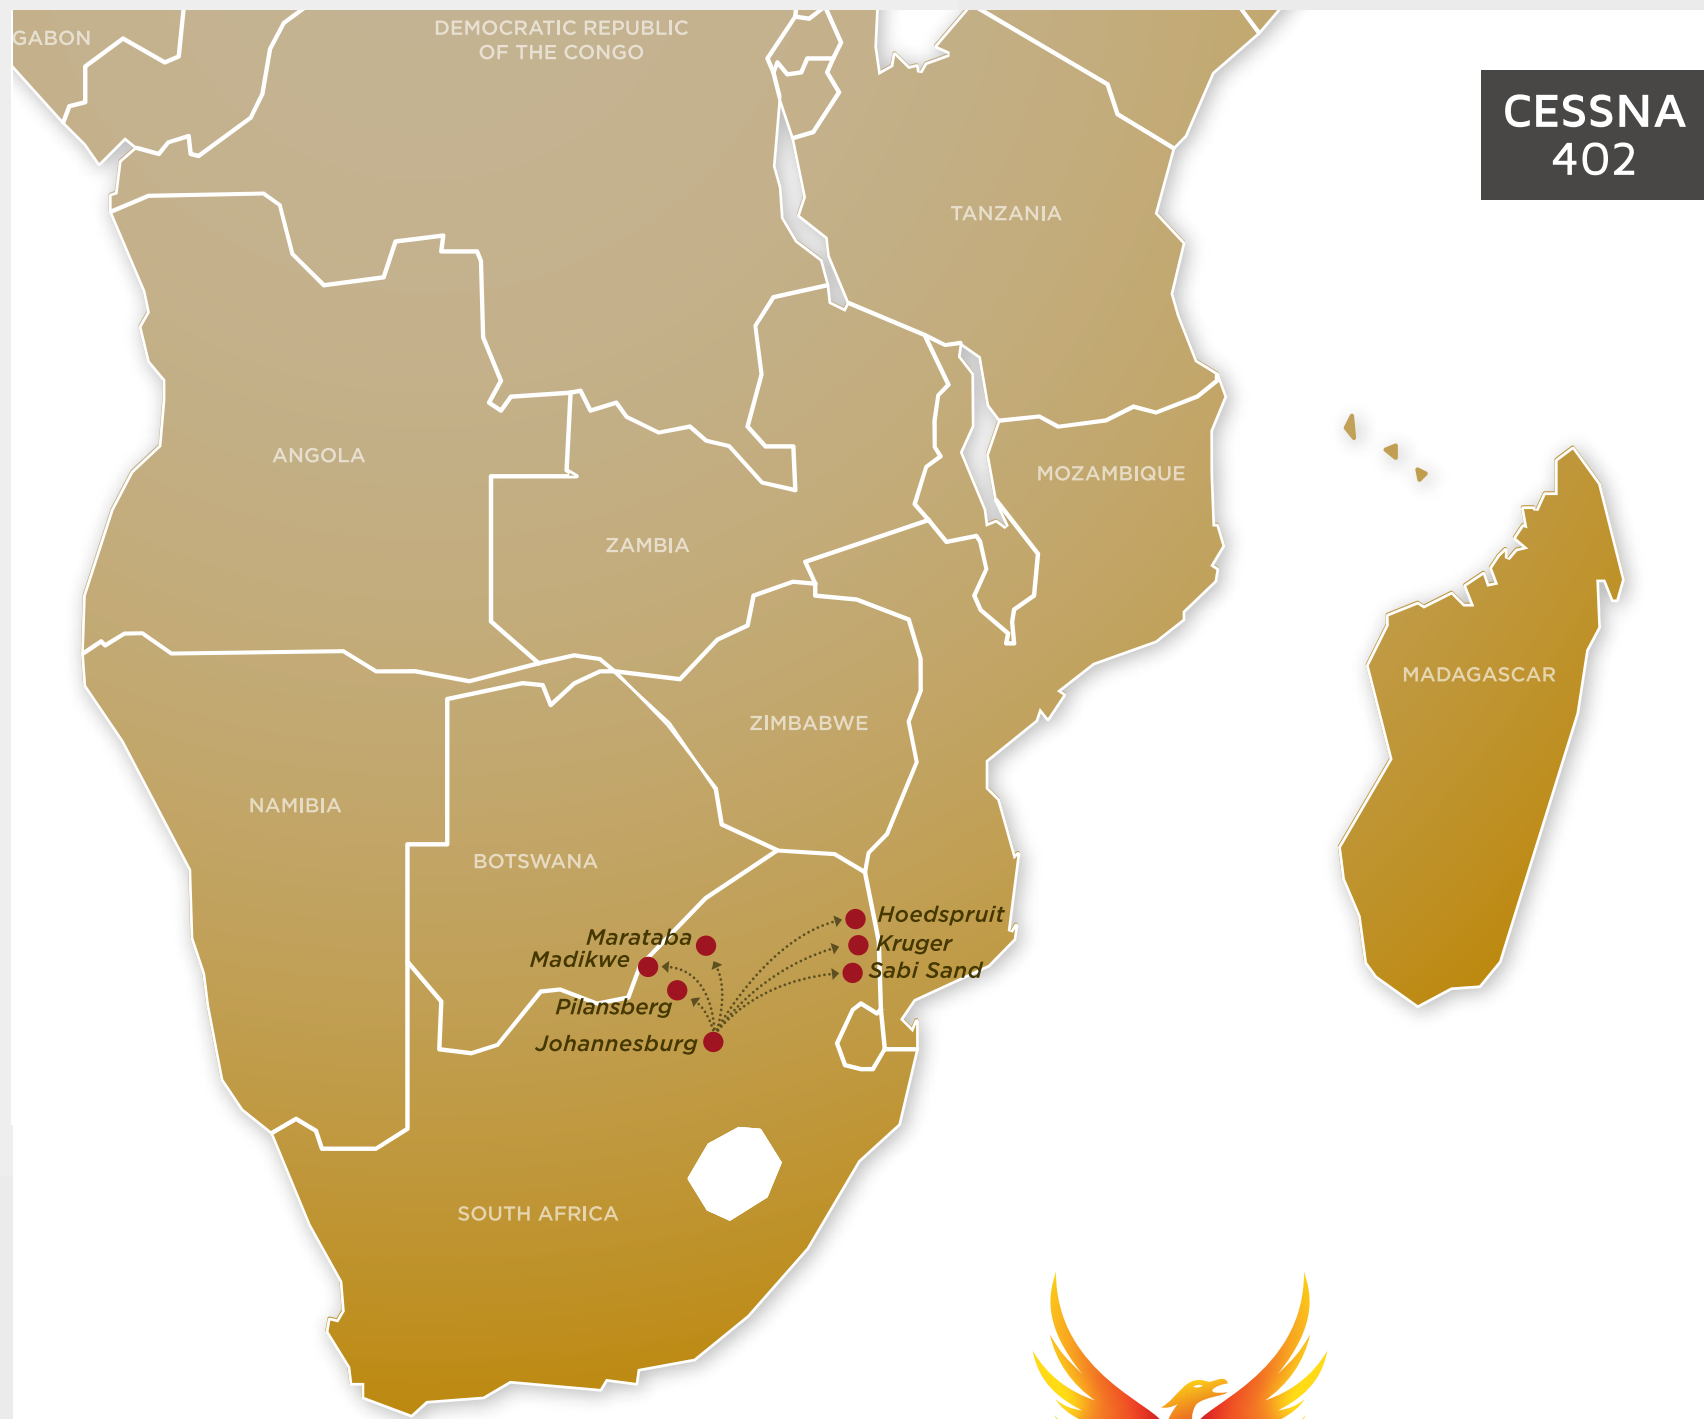 GABON
DEMOCRATIC REPUBLIC
OF THE CONGO
CESSNA
402
TANZANIA
ANGOLA
MOZAMBIQUE
ZAMBIA
MADAGASCAR
ZIMBABWE
NAMIBIA
BOTSWANA
Hoedspruit
Marataba
Kruger
Madikwe
Sabi Sand
Pilansberg
Johannesburg
SOUTH AFRICA